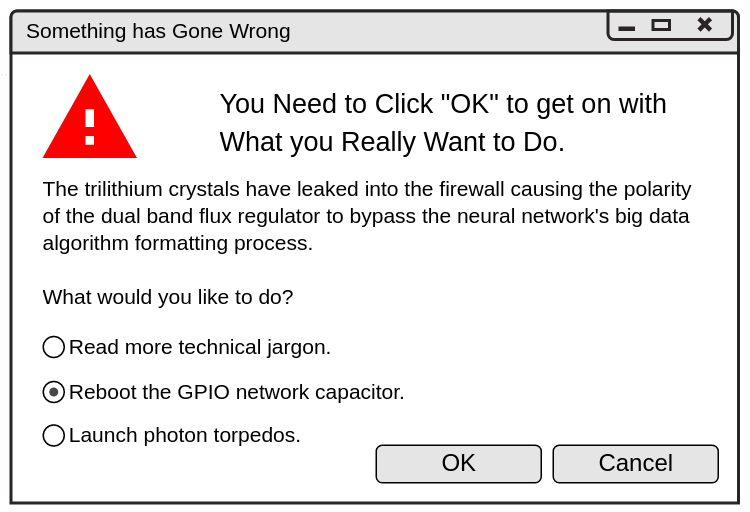 Something has Gone Wrong
You Need to Click "OK" to get on with
What you Really Want to Do.
The trilithium crystals have leaked into the firewall causing the polarity
of the dual band flux regulator to bypass the neural network's big data
algorithm formatting process.
What would you like to do?
Read more technical jargon.
Reboot the GPIO network capacitor.
Launch photon torpedos.
OK Cancel